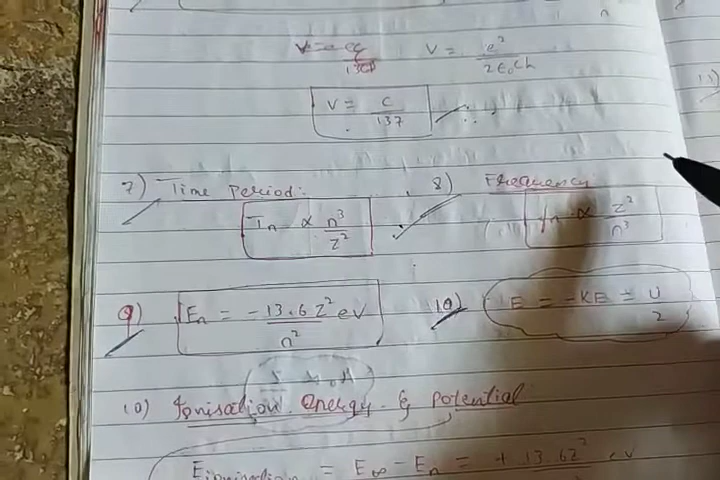 V = e² / 2ε₀ch
V = c / 137
7) Time Period:
8) Frequency:
Tn ∝ n³ / z²
fn ∝ z² / n³
9) En = -13.6 z² eV / n²
10) E = -KE = U / 2
10) Ionisation energy & potential
Eionisation = E∞ - En = +13.6z² eV